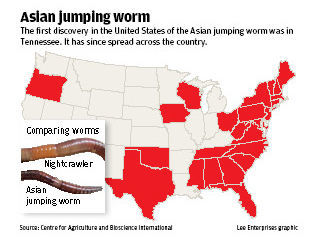 Asian jumping worm
The first discovery in the United States of the Asian jumping worm was in
Tennessee. It has since spread across the country.
Comparing worms
Nightcrawler
Asian
jumping worm
Source: Centre for Agriculture and Bioscience International
Lee Enterprises graphic